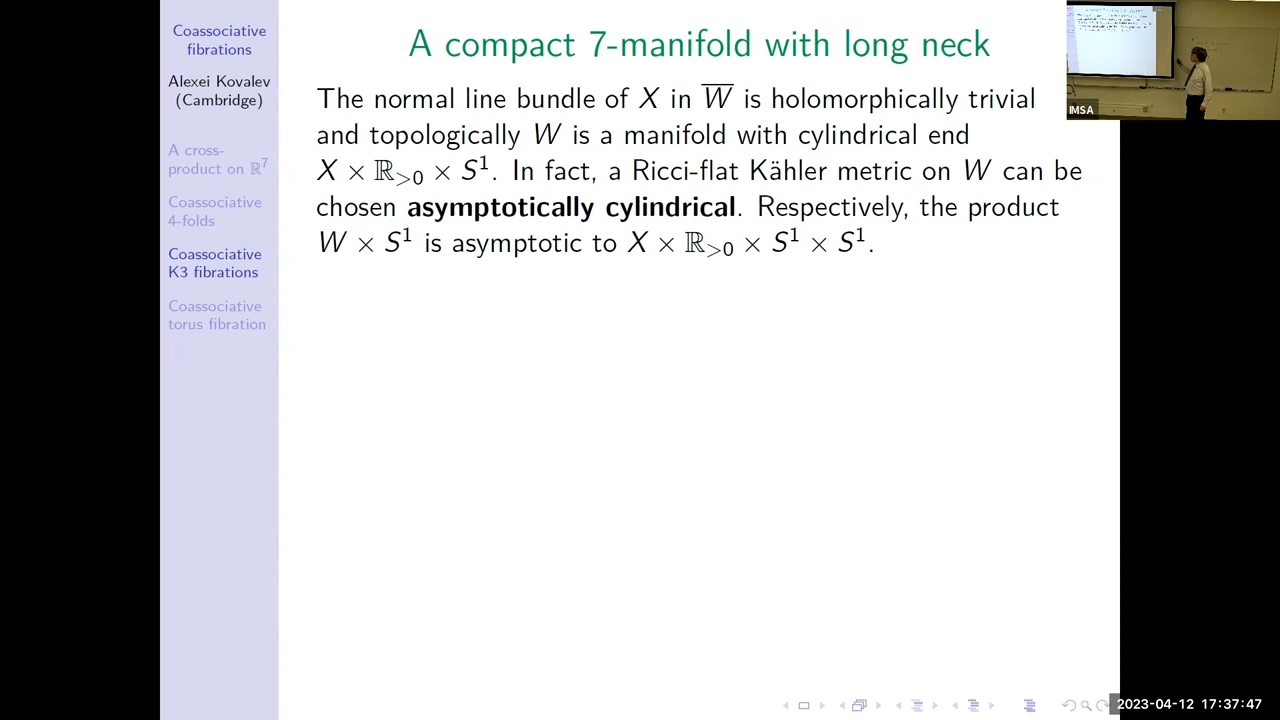 Coassociative
fibrations
Alexei Kovalev
(Cambridge)
A cross-
product on ℝ⁷
Coassociative
4-folds
Coassociative
K3 fibrations
Coassociative
torus fibration
A compact 7-manifold with long neck
The normal line bundle of X in W̅ is holomorphically trivial
and topologically W is a manifold with cylindrical end
X × ℝ>0 × S¹. In fact, a Ricci-flat Kähler metric on W can be
chosen asymptotically cylindrical. Respectively, the product
W × S¹ is asymptotic to X × ℝ>0 × S¹ × S¹.
IMSA
2023-04-12 17:37:47